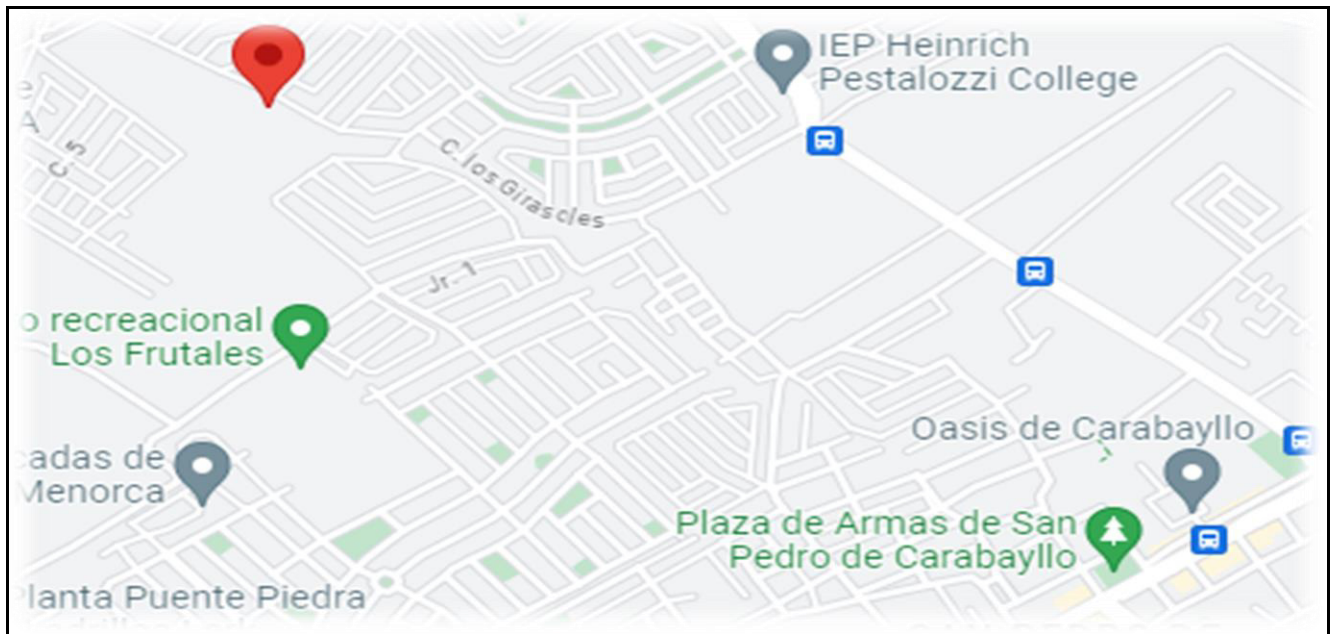 IEP Heinrich
Pestalozzi College
C. 5
C. los Girascles
Jr. 1
o recreacional
Los Frutales
Oasis de Carabayllo
cadas de
Menorca
Plaza de Armas de San
Pedro de Carabayllo
Planta Puente Piedra